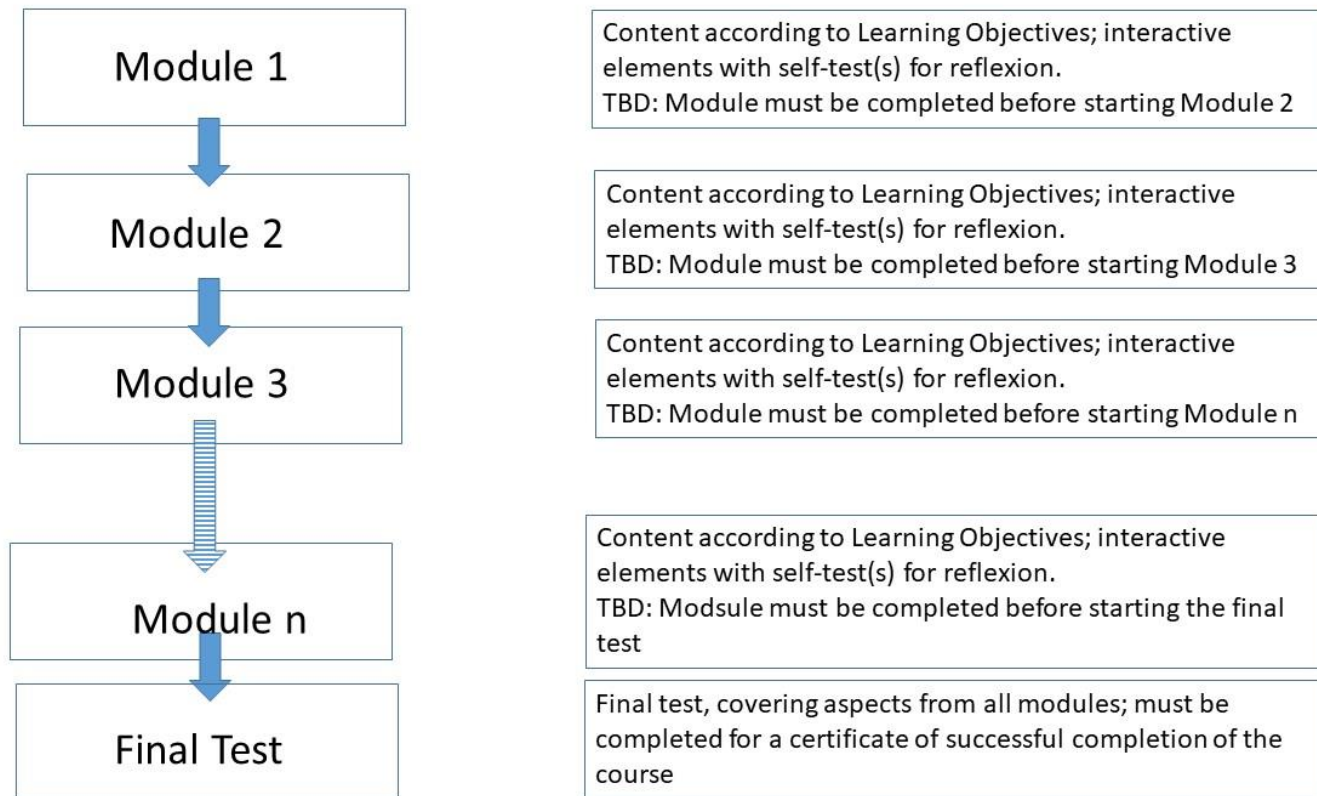 Module 1
Content according to Learning Objectives; interactive
elements with self-test(s) for reflexion.
TBD: Module must be completed before starting Module 2
Module 2
Content according to Learning Objectives; interactive
elements with self-test(s) for reflexion.
TBD: Module must be completed before starting Module 3
Module 3
Content according to Learning Objectives; interactive
elements with self-test(s) for reflexion.
TBD: Module must be completed before starting Module n
Module n
Content according to Learning Objectives; interactive
elements with self-test(s) for reflexion.
TBD: Modsule must be completed before starting the final
test
Final Test
Final test, covering aspects from all modules; must be
completed for a certificate of successful completion of the
course